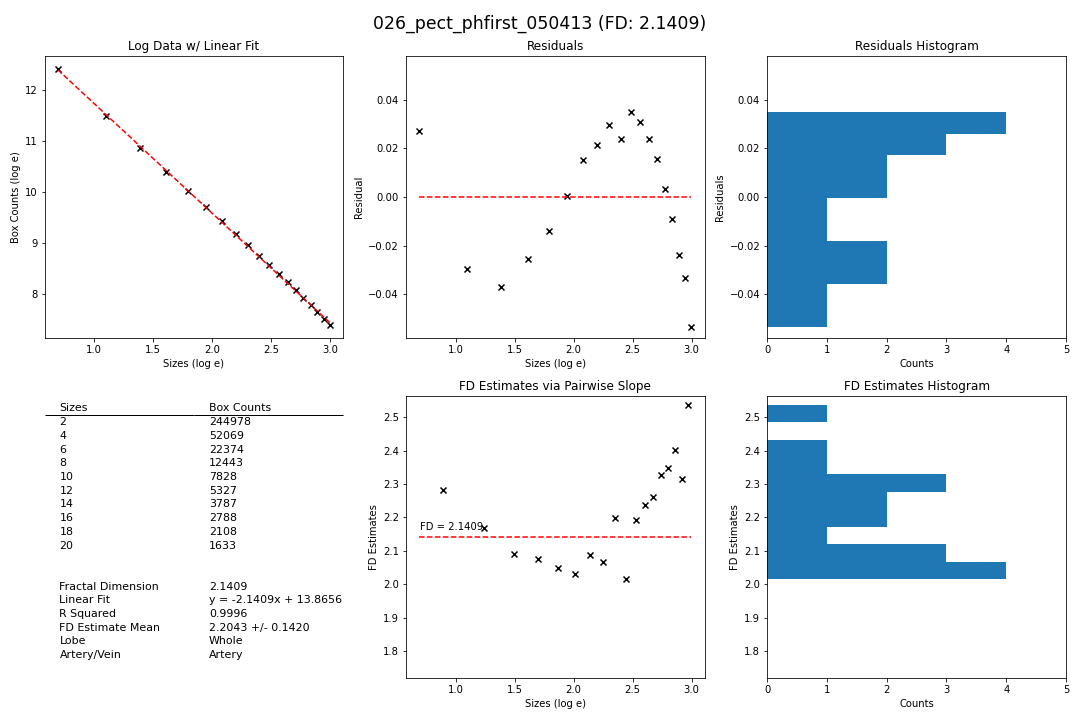 026_pect_phfirst_050413 (FD: 2.1409)
Log Data w/ Linear Fit
Box Counts (log e)
12
11
10
9
8
1.0 1.5 2.0 2.5 3.0
Sizes (log e)
Residuals
Residual
0.04
0.02
0.00
−0.02
−0.04
1.0 1.5 2.0 2.5 3.0
Sizes (log e)
Residuals Histogram
Residuals
0.04
0.02
0.00
−0.02
−0.04
0 1 2 3 4 5
Counts
Sizes Box Counts
2 244978
4 52069
6 22374
8 12443
10 7828
12 5327
14 3787
16 2788
18 2108
20 1633
Fractal Dimension 2.1409
Linear Fit y = -2.1409x + 13.8656
R Squared 0.9996
FD Estimate Mean 2.2043 +/- 0.1420
Lobe Whole
Artery/Vein Artery
FD Estimates via Pairwise Slope
FD Estimates
2.5
2.4
2.3
2.2
2.1
2.0
1.9
1.8
FD = 2.1409
1.0 1.5 2.0 2.5 3.0
Sizes (log e)
FD Estimates Histogram
FD Estimates
2.5
2.4
2.3
2.2
2.1
2.0
1.9
1.8
0 1 2 3 4 5
Counts